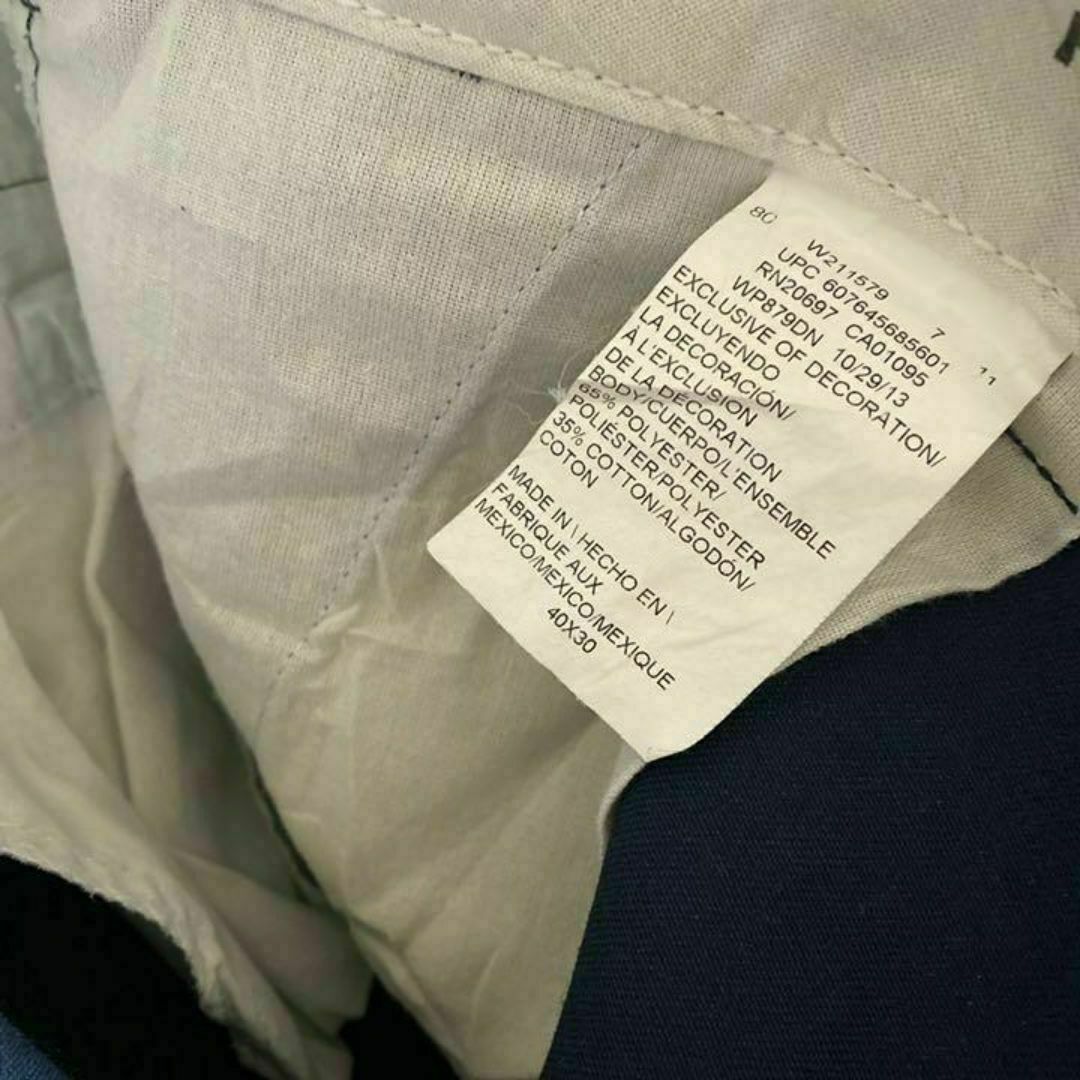 80
W211579
UPC 607645685601 7
RN20697 CA01095 11
WP879DN 10/29/13
EXCLUSIVE OF DECORATION/
EXCLUYENDO
LA DECORACIÓN/
À L'EXCLUSION
DE LA DÉCORATION
BODY/CUERPO/L'ENSEMBLE
65% POLYESTER/
POLIÉSTER/POLYESTER
35% COTTON/ALGODÓN/
COTON
MADE IN \ HECHO EN \
FABRIQUE AUX
MEXICO/MEXICO/MEXIQUE
40X30